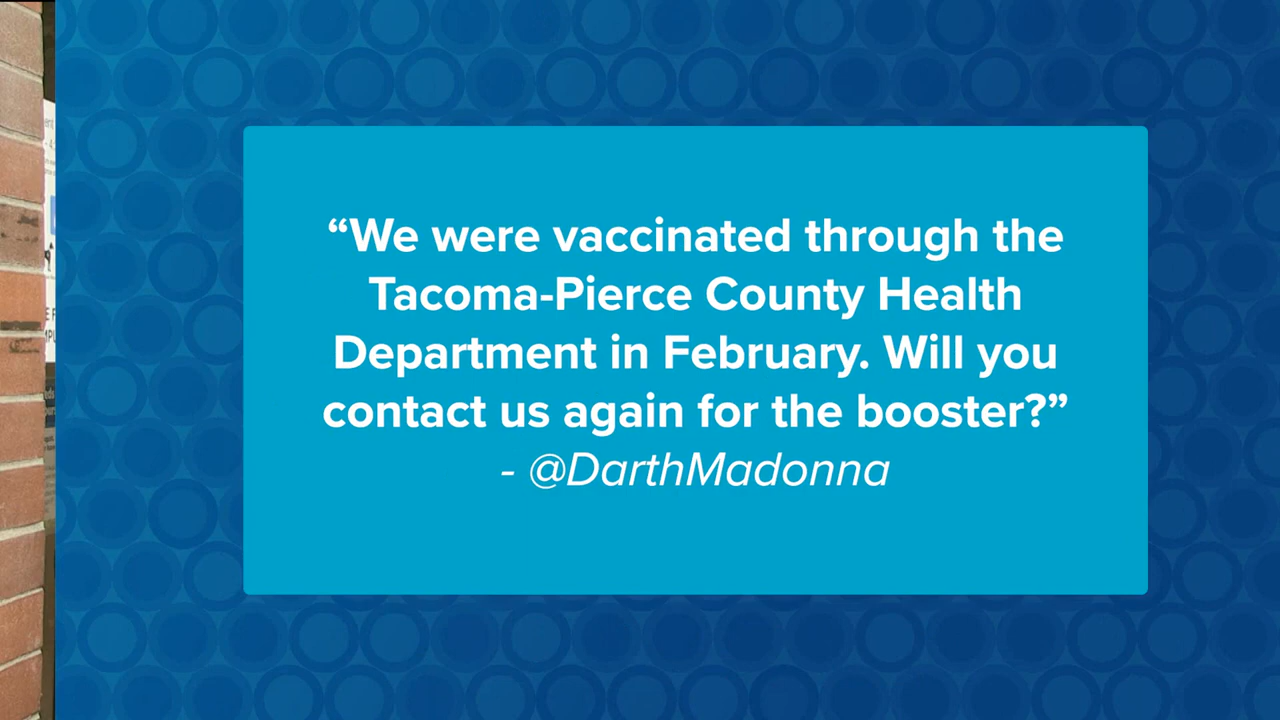 “We were vaccinated through the
Tacoma-Pierce County Health
Department in February. Will you
contact us again for the booster?”
- @DarthMadonna